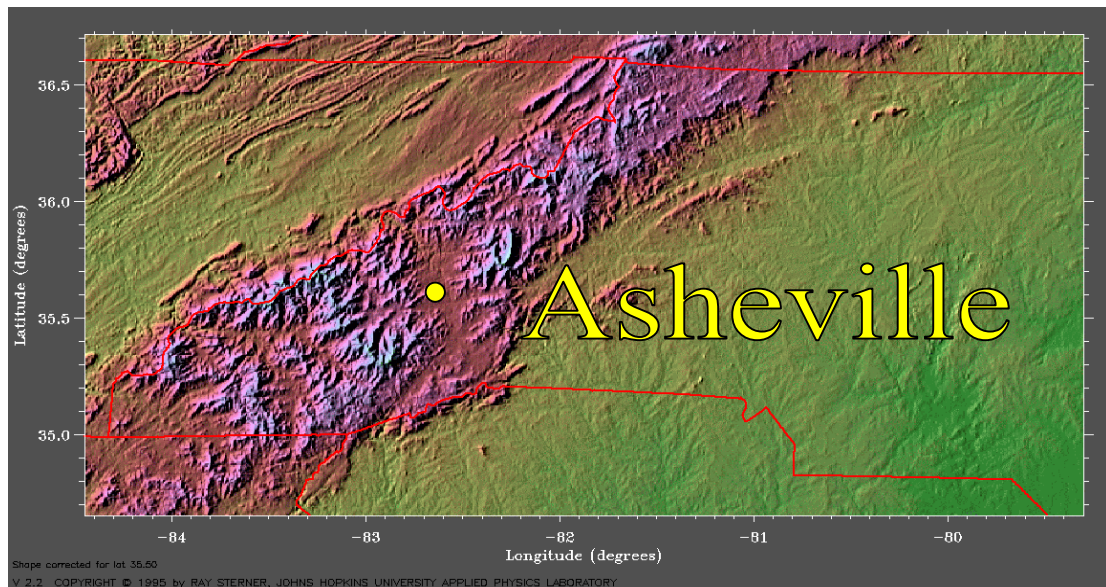 36.5
36.0
35.5
35.0
Latitude (degrees)
Asheville
-84
-83
-82
-81
-80
Longitude (degrees)
Shape corrected for lat 35.50
V 2.2 COPYRIGHT © 1995 by RAY STERNER, JOHNS HOPKINS UNIVERSITY APPLIED PHYSICS LABORATORY